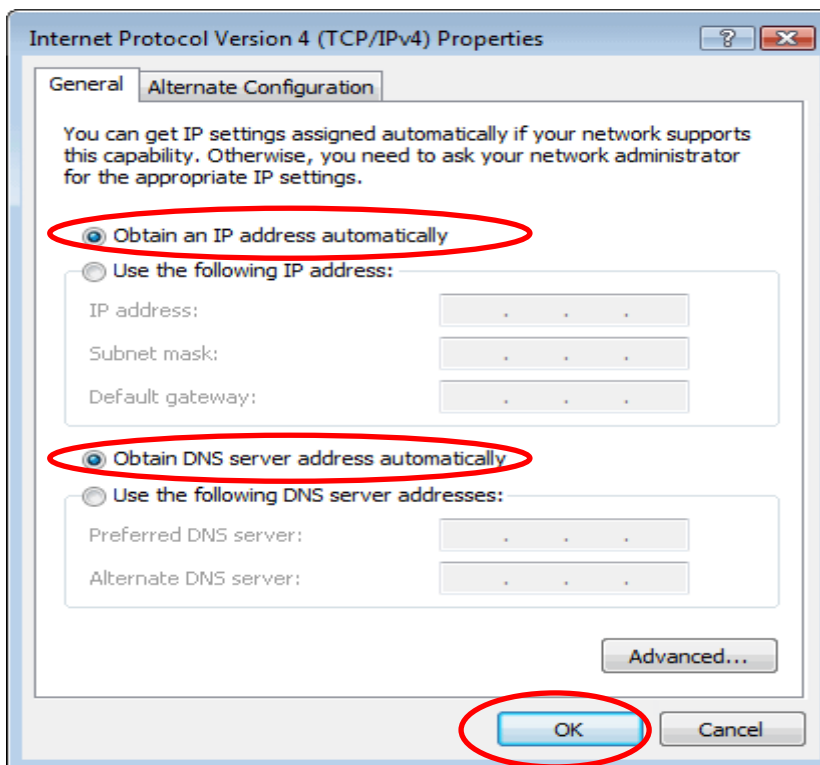 Internet Protocol Version 4 (TCP/IPv4) Properties
General
Alternate Configuration
You can get IP settings assigned automatically if your network supports
this capability. Otherwise, you need to ask your network administrator
for the appropriate IP settings.
Obtain an IP address automatically
Use the following IP address:
IP address:
Subnet mask:
Default gateway:
Obtain DNS server address automatically
Use the following DNS server addresses:
Preferred DNS server:
Alternate DNS server:
Advanced...
OK
Cancel